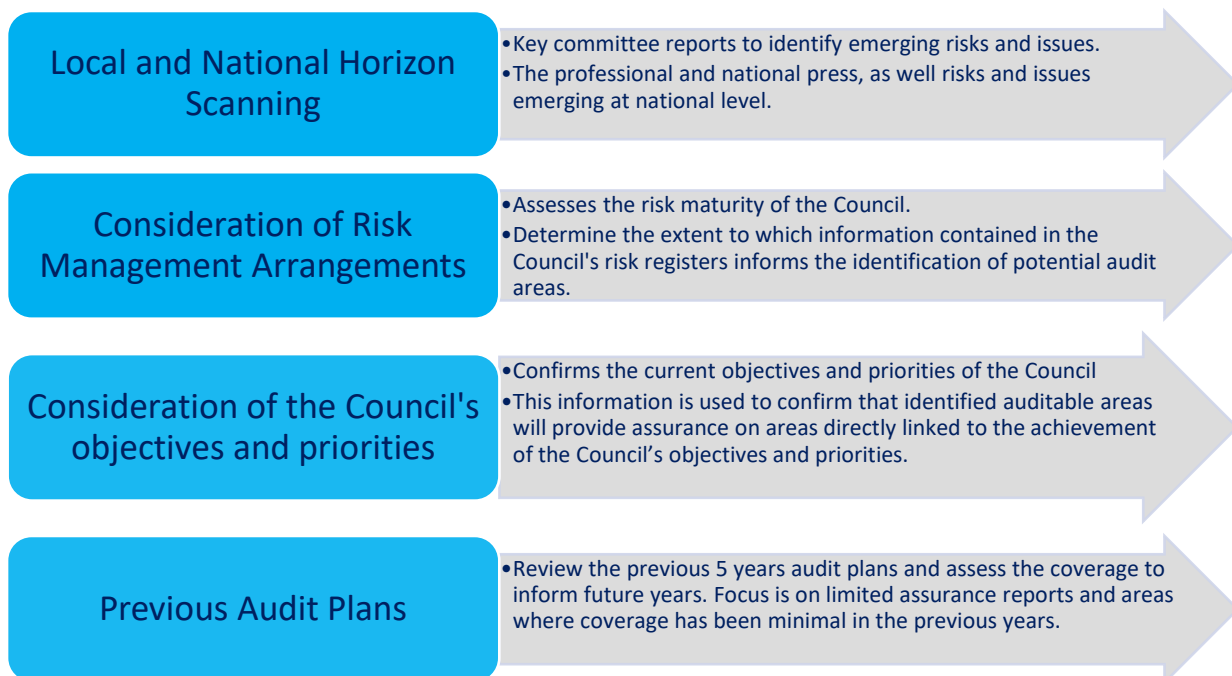 Local and National Horizon
Scanning
•Key committee reports to identify emerging risks and issues.
•The professional and national press, as well risks and issues
emerging at national level.
Consideration of Risk
Management Arrangements
•Assesses the risk maturity of the Council.
•Determine the extent to which information contained in the
Council's risk registers informs the identification of potential audit
areas.
Consideration of the Council's
objectives and priorities
•Confirms the current objectives and priorities of the Council
•This information is used to confirm that identified auditable areas
will provide assurance on areas directly linked to the achievement
of the Council’s objectives and priorities.
Previous Audit Plans
•Review the previous 5 years audit plans and assess the coverage to
inform future years. Focus is on limited assurance reports and areas
where coverage has been minimal in the previous years.